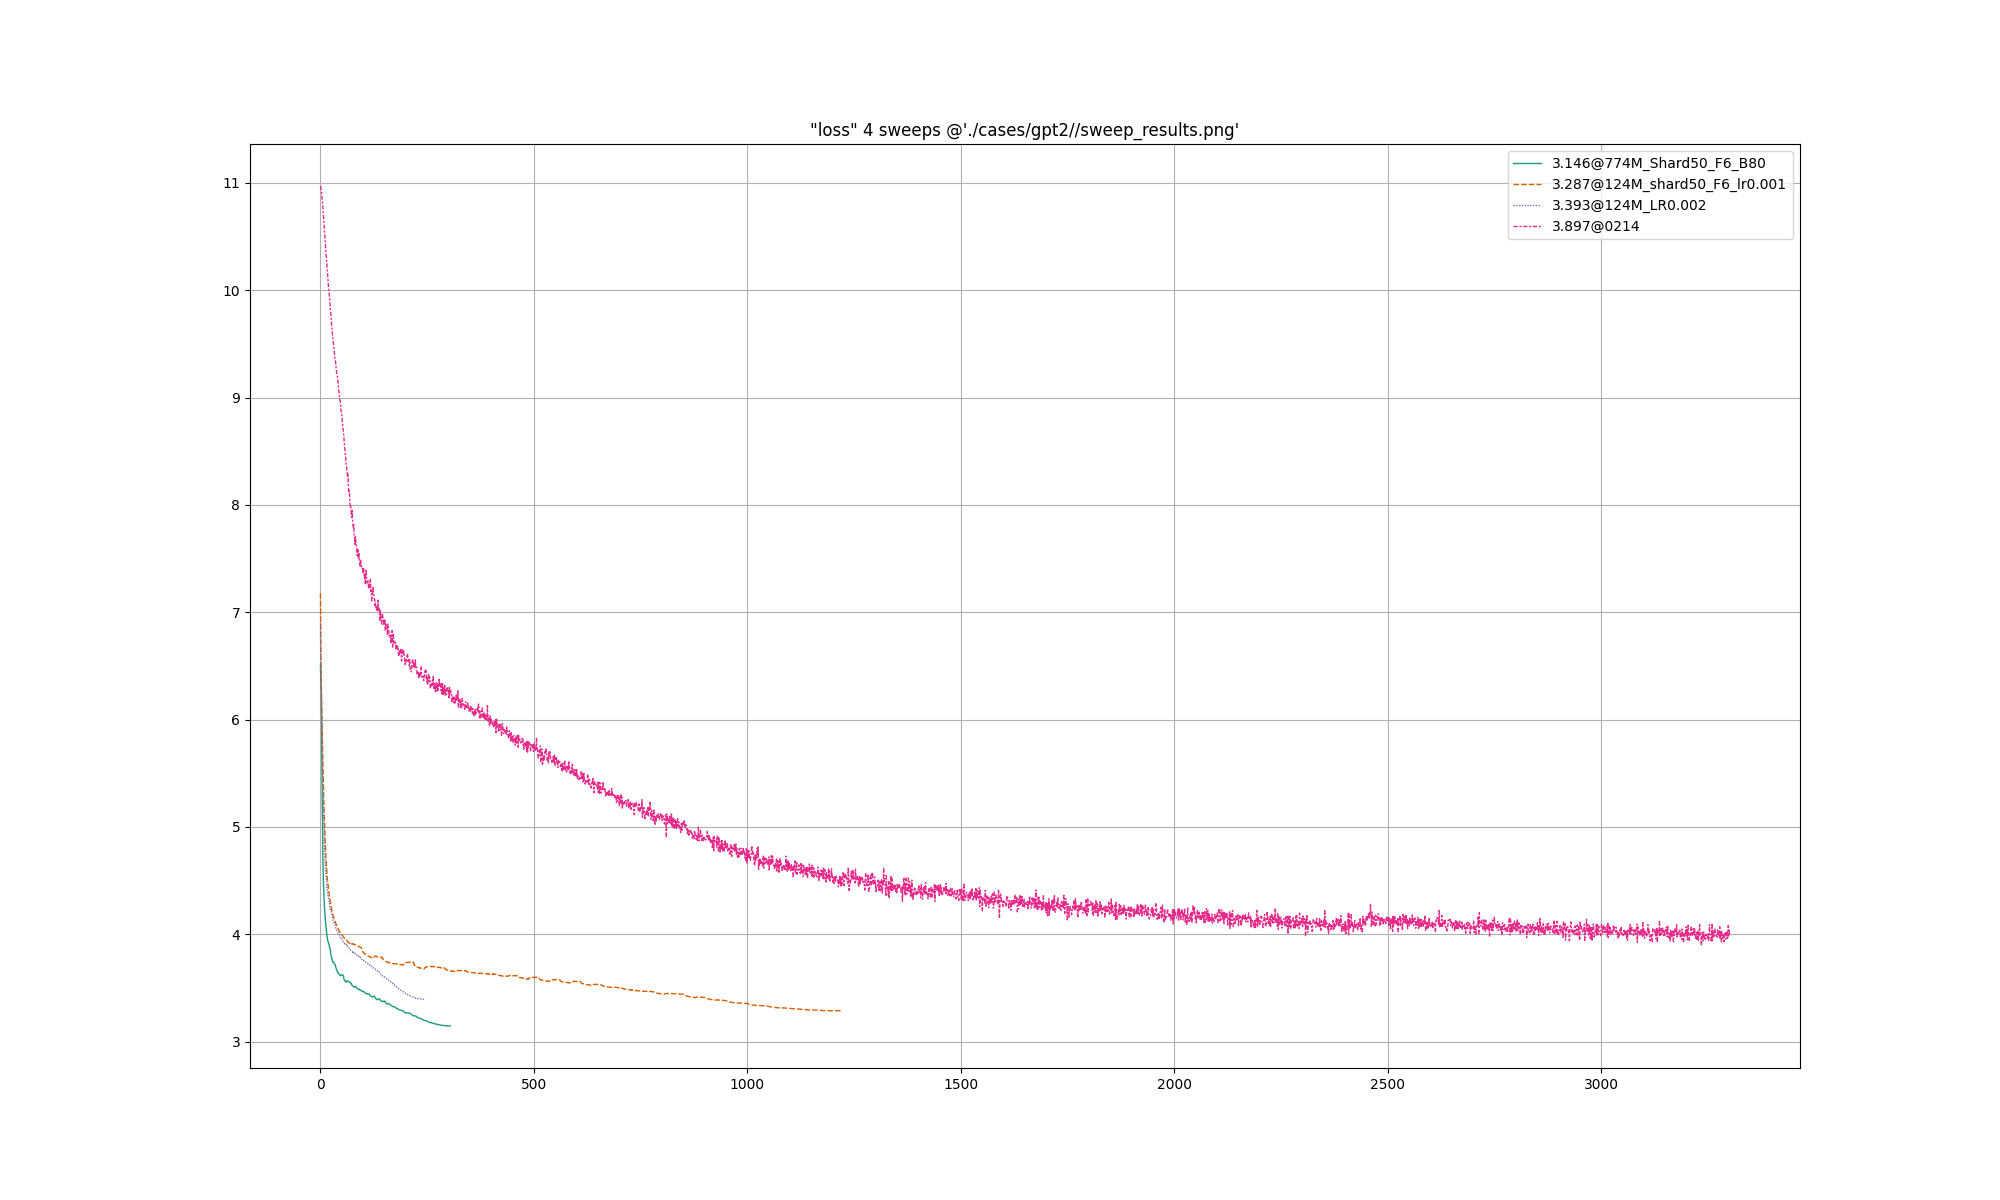 "loss" 4 sweeps @'./cases/gpt2//sweep_results.png'
3.146@774M_Shard50_F6_B80
3.287@124M_shard50_F6_lr0.001
3.393@124M_LR0.002
3.897@0214
11
10
9
8
7
6
5
4
3
0 500 1000 1500 2000 2500 3000